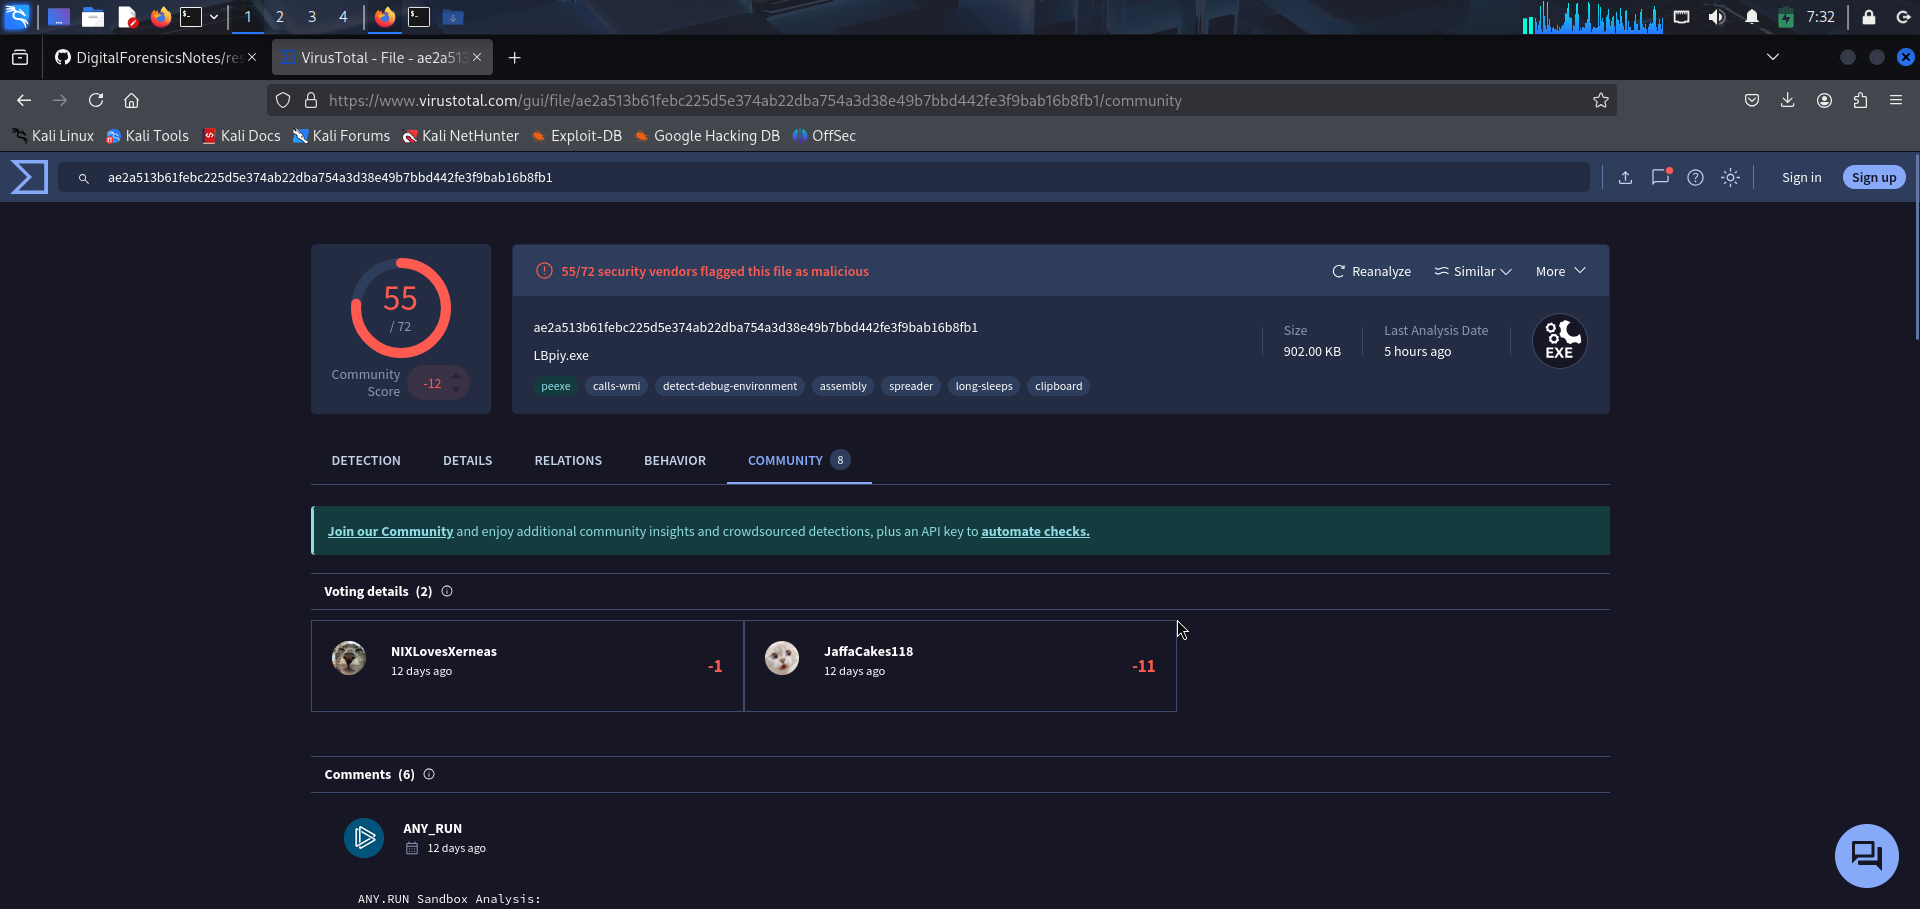 1 2 3 4 7:32
DigitalForensicsNotes/res
VirusTotal - File - ae2a513
https://www.virustotal.com/gui/file/ae2a513b61febc225d5e374ab22dba754a3d38e49b7bbd442fe3f9bab16b8fb1/community
Kali Linux Kali Tools Kali Docs Kali Forums Kali NetHunter Exploit-DB Google Hacking DB OffSec
ae2a513b61febc225d5e374ab22dba754a3d38e49b7bbd442fe3f9bab16b8fb1
Sign in Sign up
55
/ 72
Community
Score
-12
55/72 security vendors flagged this file as malicious
Reanalyze Similar More
ae2a513b61febc225d5e374ab22dba754a3d38e49b7bbd442fe3f9bab16b8fb1
LBpiy.exe
Size
902.00 KB
Last Analysis Date
5 hours ago
EXE
peexe calls-wmi detect-debug-environment assembly spreader long-sleeps clipboard
DETECTION DETAILS RELATIONS BEHAVIOR COMMUNITY 8
Join our Community and enjoy additional community insights and crowdsourced detections, plus an API key to automate checks.
Voting details (2)
NIXLovesXerneas
12 days ago
-1
JaffaCakes118
12 days ago
-11
Comments (6)
ANY_RUN
12 days ago
ANY.RUN Sandbox Analysis: